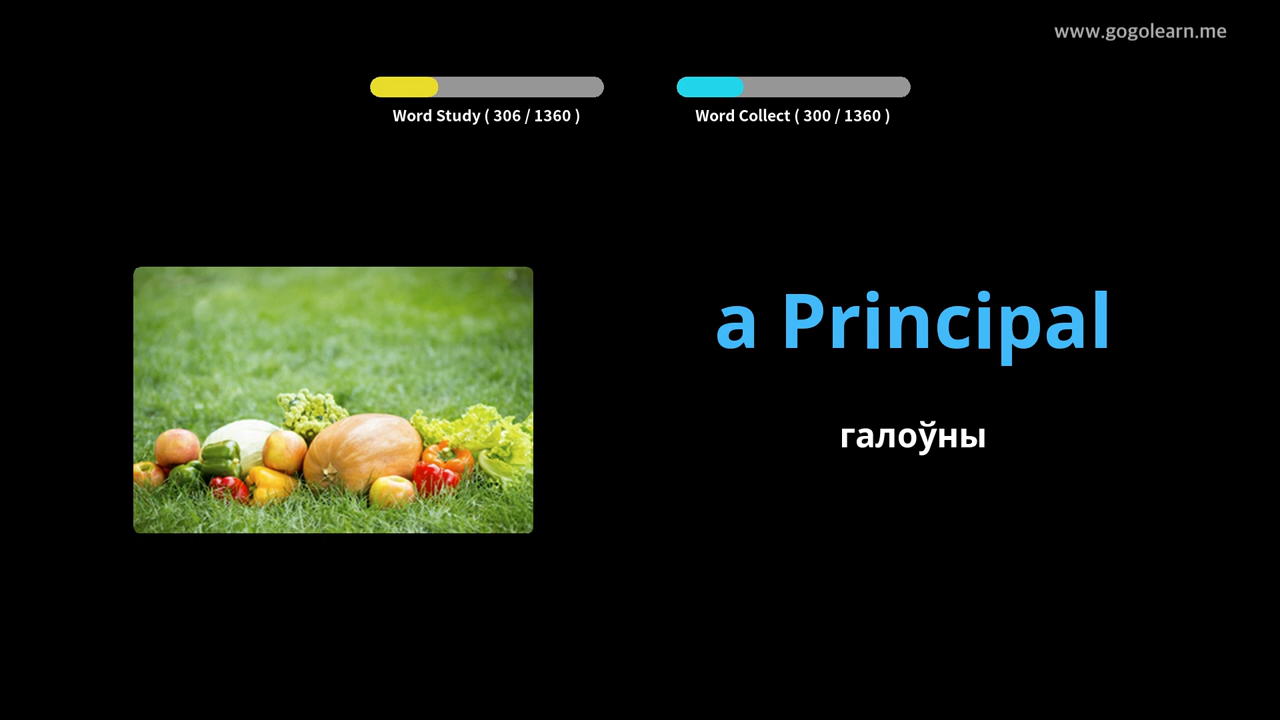 www.gogolearn.me
Word Study ( 306 / 1360 )
Word Collect ( 300 / 1360 )
a Principal
галоўны